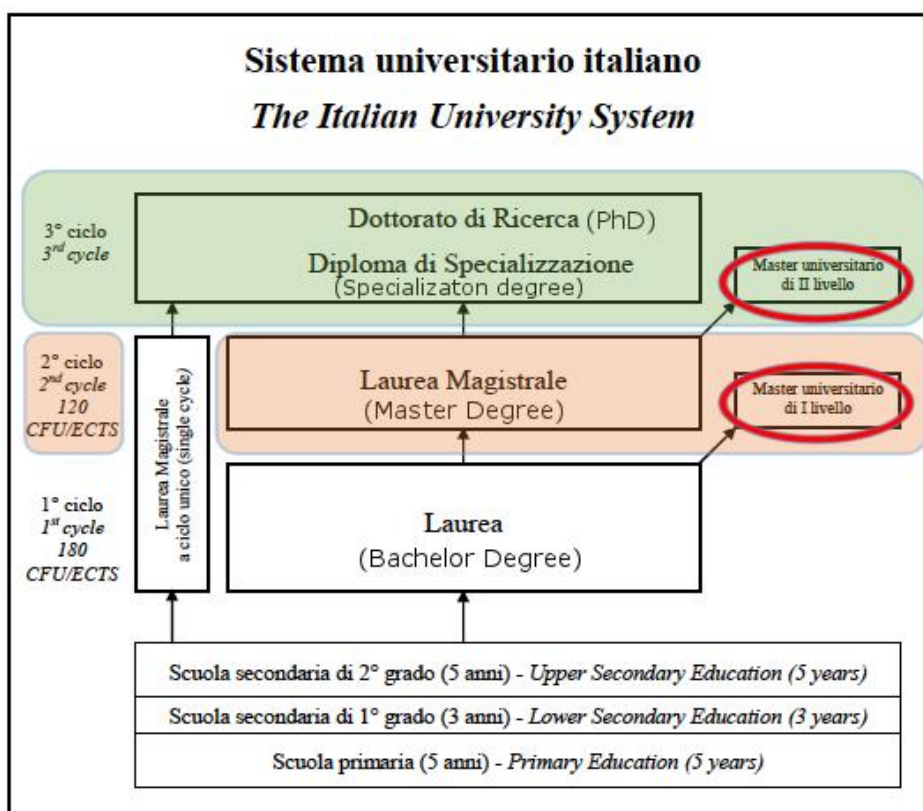 Sistema universitario italiano
The Italian University System
3° ciclo
3rd cycle
Dottorato di Ricerca (PhD)
Diploma di Specializzazione
(Specializaton degree)
Master universitario
di II livello
2° ciclo
2nd cycle
120
CFU/ECTS
Laurea Magistrale
a ciclo unico (single cycle)
Laurea Magistrale
(Master Degree)
Master universitario
di I livello
1° ciclo
1st cycle
180
CFU/ECTS
Laurea
(Bachelor Degree)
Scuola secondaria di 2° grado (5 anni) - Upper Secondary Education (5 years)
Scuola secondaria di 1° grado (3 anni) - Lower Secondary Education (3 years)
Scuola primaria (5 anni) - Primary Education (5 years)